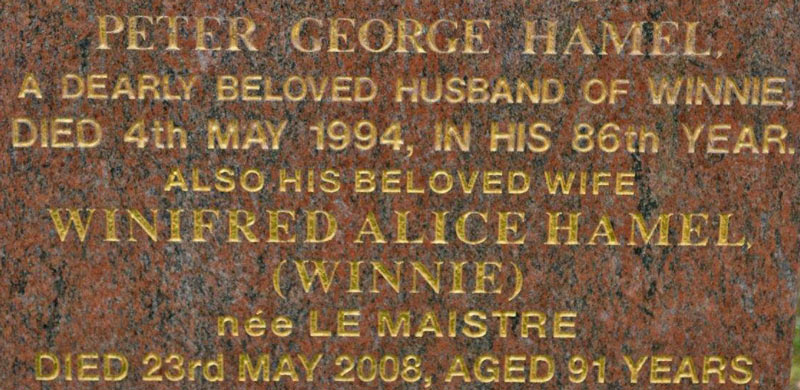 PETER GEORGE HAMEL,
A DEARLY BELOVED HUSBAND OF WINNIE,
DIED 4th MAY 1994, IN HIS 86th YEAR.
ALSO HIS BELOVED WIFE
WINIFRED ALICE HAMEL,
(WINNIE)
née LE MAISTRE
DIED 23rd MAY 2008, AGED 91 YEARS